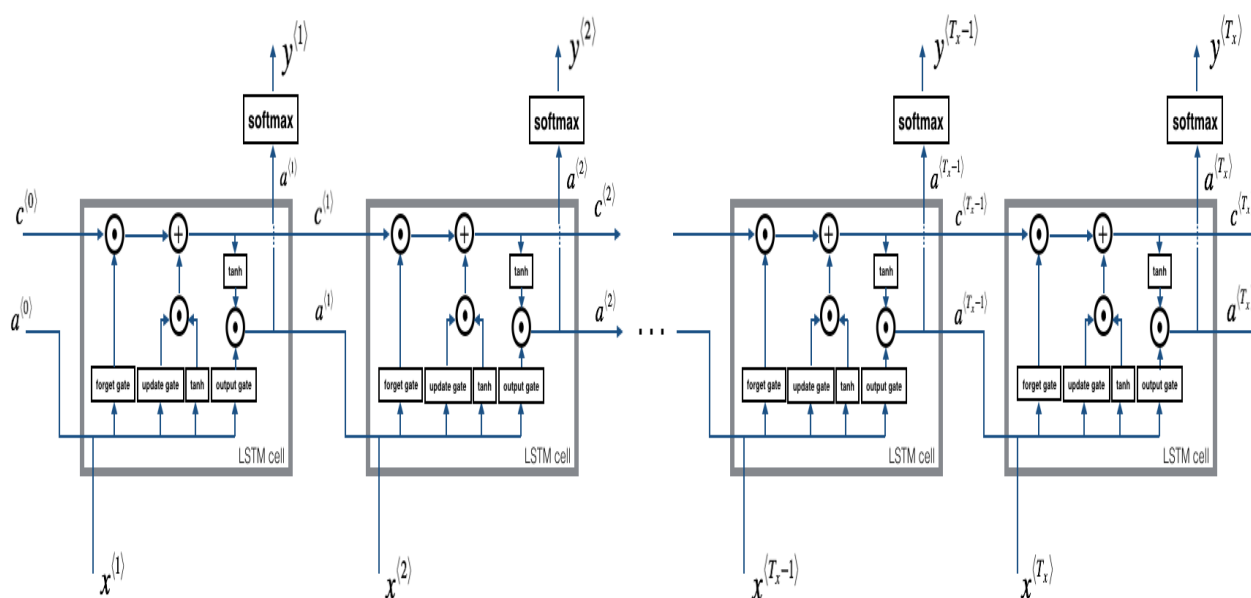 y⟨1⟩ y⟨2⟩ y⟨Tx−1⟩ y⟨Tx⟩
softmax softmax softmax softmax
a⟨1⟩ a⟨2⟩ a⟨Tx−1⟩ a⟨Tx⟩
c⟨0⟩ c⟨1⟩ c⟨2⟩ c⟨Tx−1⟩ c⟨Tx
• + • + • + • +
tanh tanh tanh tanh
a⟨0⟩ a⟨1⟩ a⟨2⟩ ... a⟨Tx−1⟩ a⟨Tx
• • • • • • • •
forget gate update gate tanh output gate forget gate update gate tanh output gate forget gate update gate tanh output gate forget gate update gate tanh output gate
LSTM cell LSTM cell LSTM cell LSTM cell
x⟨1⟩ x⟨2⟩ x⟨Tx−1⟩ x⟨Tx⟩